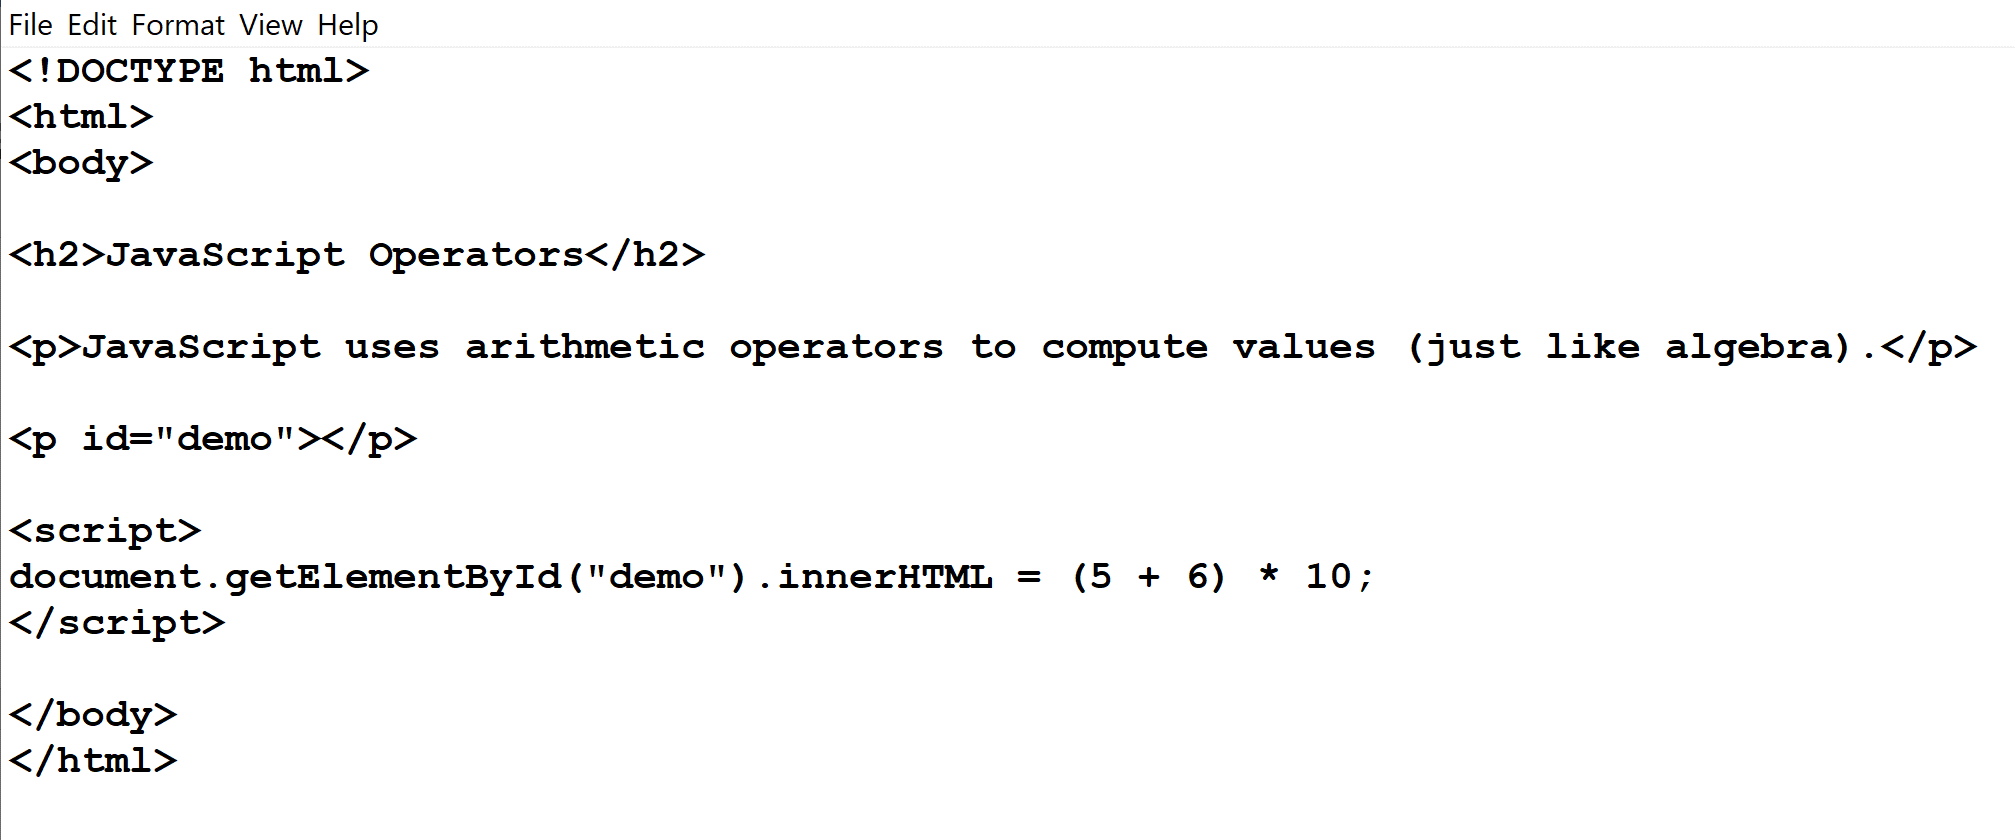 File Edit Format View Help
<!DOCTYPE html>
<html>
<body>
<h2>JavaScript Operators</h2>
<p>JavaScript uses arithmetic operators to compute values (just like algebra).</p>
<p id="demo"></p>
<script>
document.getElementById("demo").innerHTML = (5 + 6) * 10;
</script>
</body>
</html>